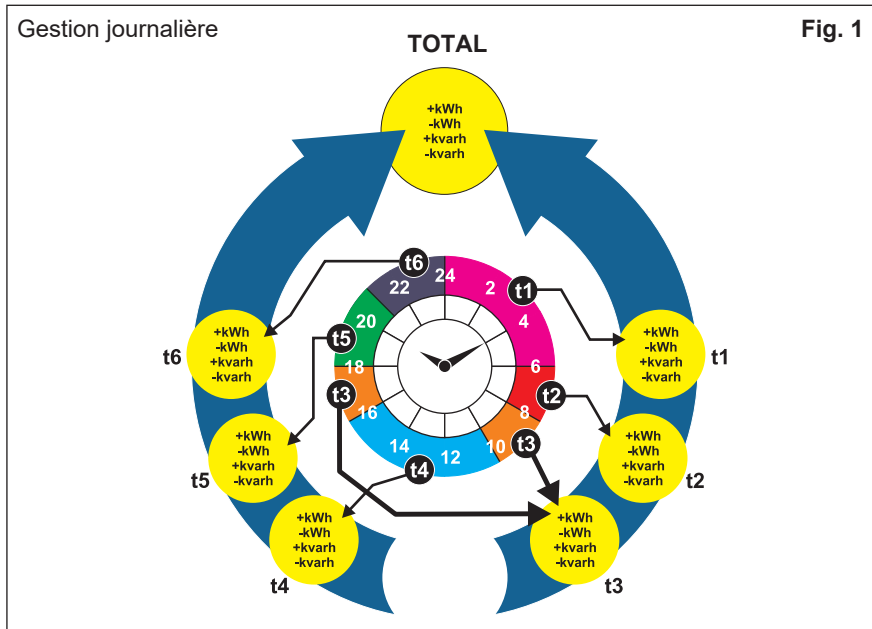 Gestion journalière
Fig. 1
TOTAL
+kWh
-kWh
+kvarh
-kvarh
t6
24
22
2
t1
20
4
t5
18
6
t3
16
8
t2
14
12
10
t3
t4
+kWh
-kWh
+kvarh
-kvarh
t6
+kWh
-kWh
+kvarh
-kvarh
t1
+kWh
-kWh
+kvarh
-kvarh
t5
+kWh
-kWh
+kvarh
-kvarh
t2
+kWh
-kWh
+kvarh
-kvarh
t4
+kWh
-kWh
+kvarh
-kvarh
t3